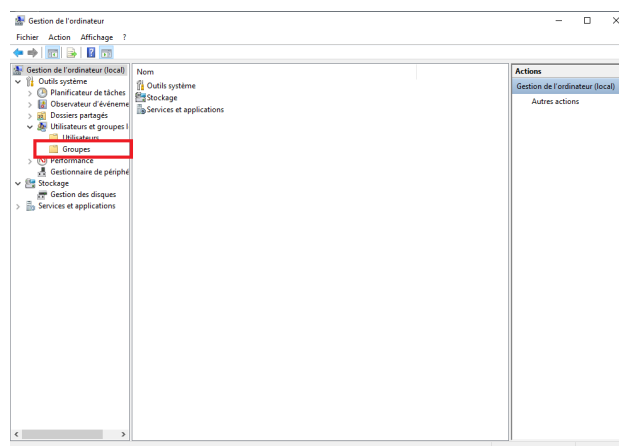 Gestion de l'ordinateur
Fichier Action Affichage ?
Gestion de l'ordinateur (local)
Outils système
Planificateur de tâches
Observateur d'événeme
Dossiers partagés
Utilisateurs et groupes l
Utilisateurs
Groupes
Performance
Gestionnaire de périphé
Stockage
Gestion des disques
Services et applications
Nom
Outils système
Stockage
Services et applications
Actions
Gestion de l'ordinateur (local)
Autres actions